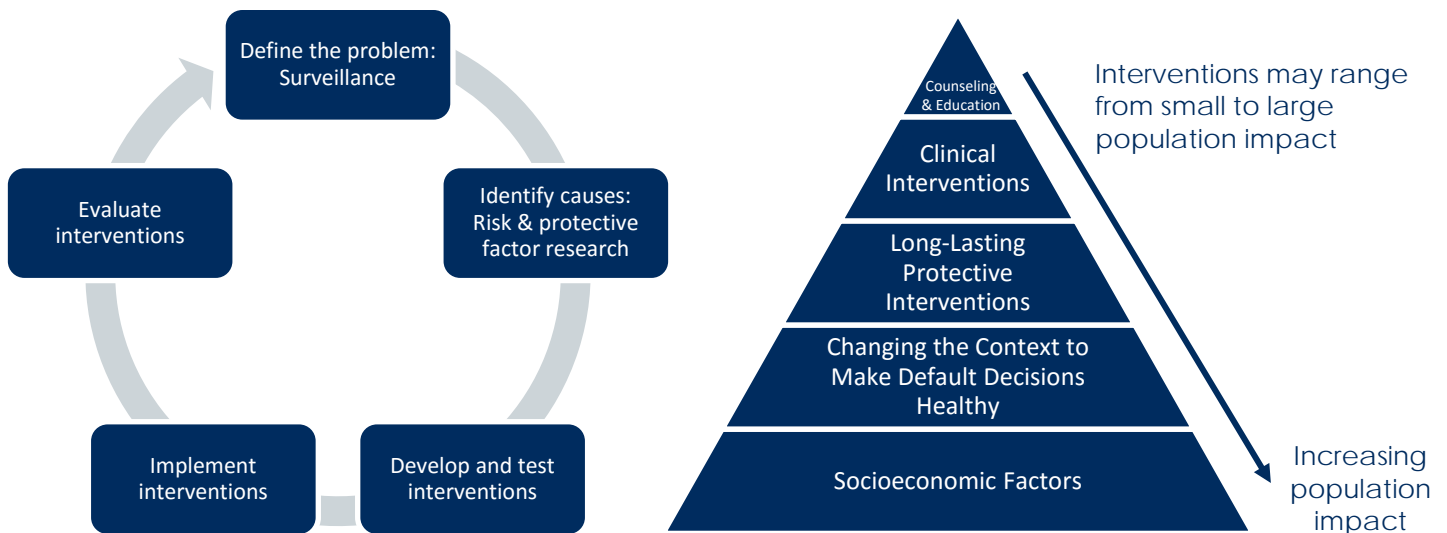 Define the problem:
Surveillance
Identify causes:
Risk & protective
factor research
Develop and test
interventions
Implement
interventions
Evaluate
interventions
Counseling
& Education
Clinical
Interventions
Long-Lasting
Protective
Interventions
Changing the Context to
Make Default Decisions
Healthy
Socioeconomic Factors
Interventions may range
from small to large
population impact
Increasing
population
impact